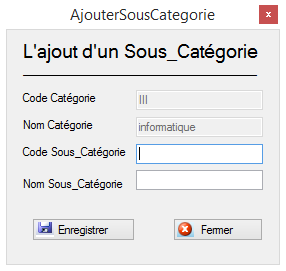 AjouterSousCategorie
x
L'ajout d'un Sous_Catégorie
Code Catégorie III
Nom Catégorie informatique
Code Sous_Catégorie
Nom Sous_Catégorie
Enregistrer Fermer